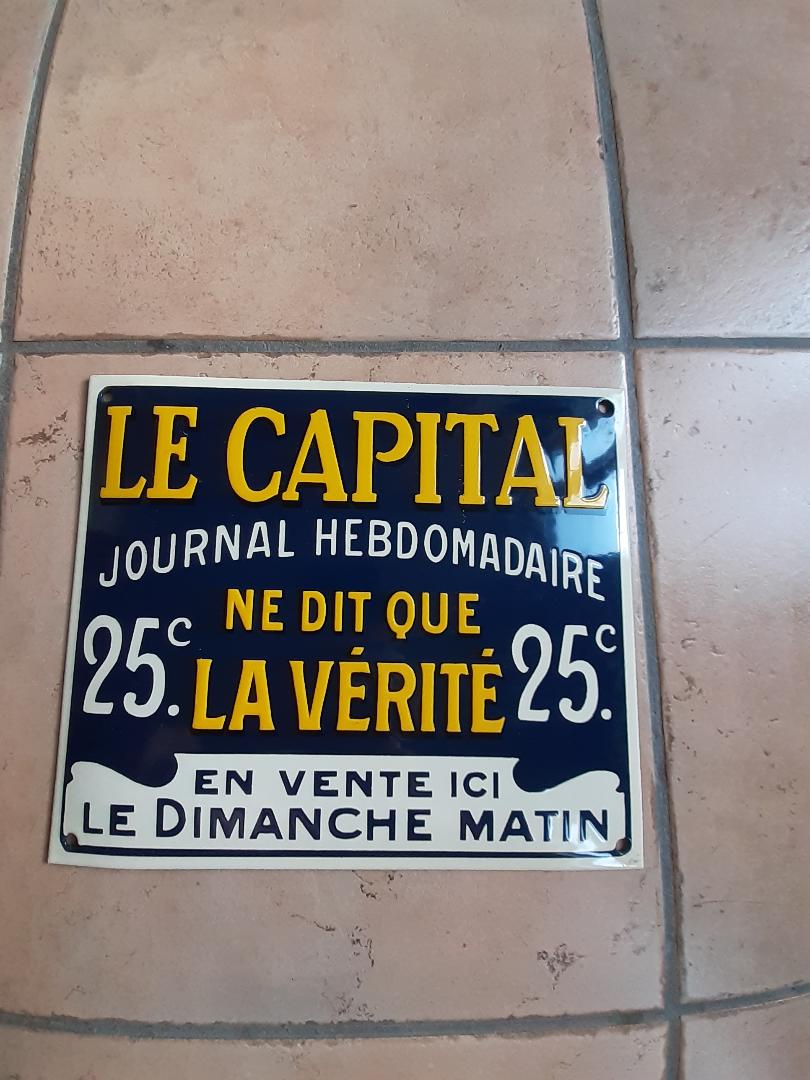 LE CAPITAL
JOURNAL HEBDOMADAIRE
NE DIT QUE
25c. LA VÉRITÉ 25c.
EN VENTE ICI
LE DIMANCHE MATIN